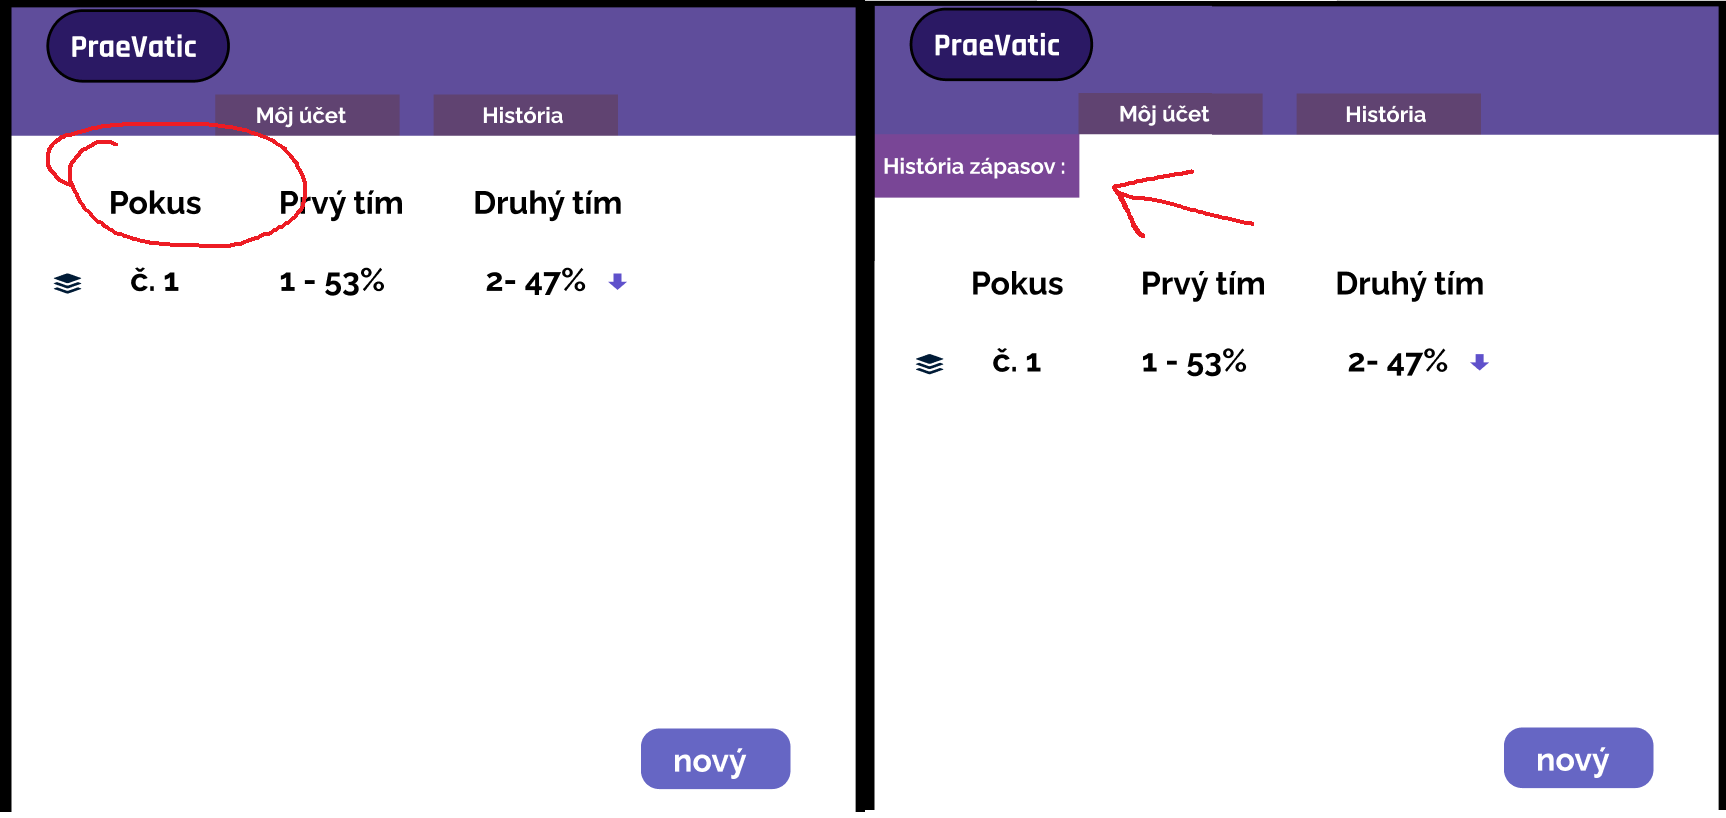 PraeVatic
Môj účet História
Pokus Prvý tím Druhý tím
č. 1 1 - 53% 2- 47%
nový
PraeVatic
Môj účet História
História zápasov :
Pokus Prvý tím Druhý tím
č. 1 1 - 53% 2- 47%
nový